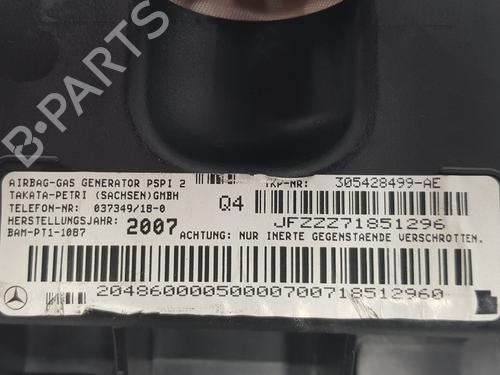 B-PARTS
AIRBAG-GAS GENERATOR PSPI 2
TAKATA-PETRI (SACHSEN)GMBH
TELEFON-NR: 037349/18-0
HERSTELLUNGSJAHR: 2007
BAM-PT1-1087
TKP-NR: 305428499-AE
Q4
JFZZZ71851296
ACHTUNG: NUR INERTE GEGENSTAENDE VERSCHROTTEN.
20486000050000700718512960